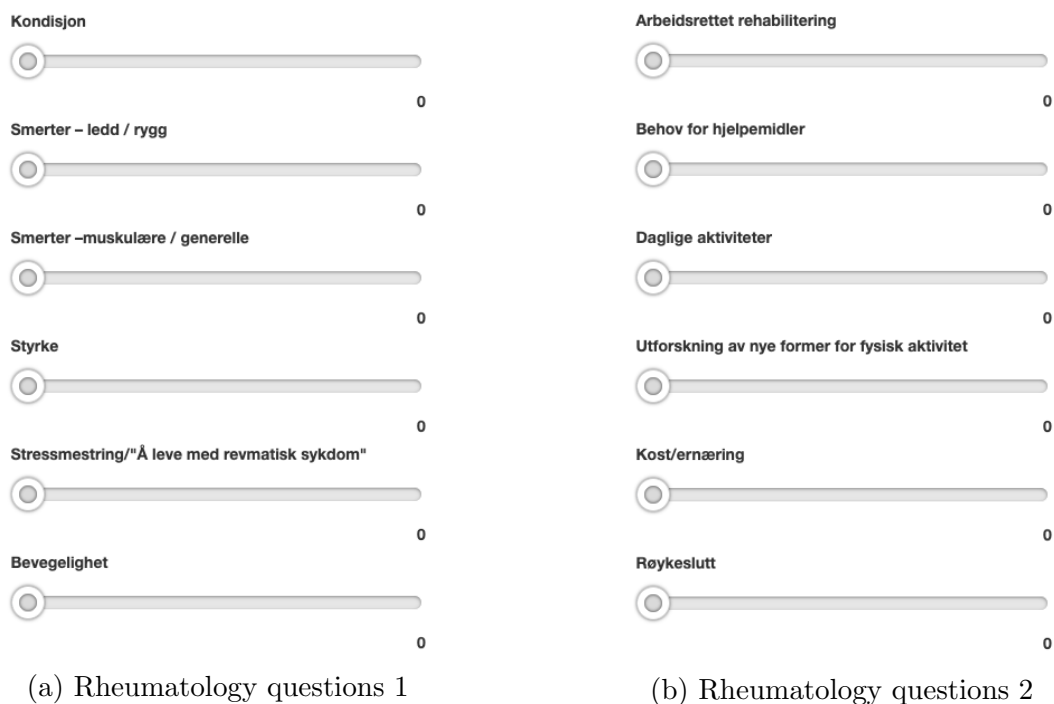 Kondisjon
0
Smerter – ledd / rygg
0
Smerter –muskulære / generelle
0
Styrke
0
Stressmestring/"Å leve med revmatisk sykdom"
0
Bevegelighet
0
(a) Rheumatology questions 1
Arbeidsrettet rehabilitering
0
Behov for hjelpemidler
0
Daglige aktiviteter
0
Utforskning av nye former for fysisk aktivitet
0
Kost/ernæring
0
Røykeslutt
0
(b) Rheumatology questions 2